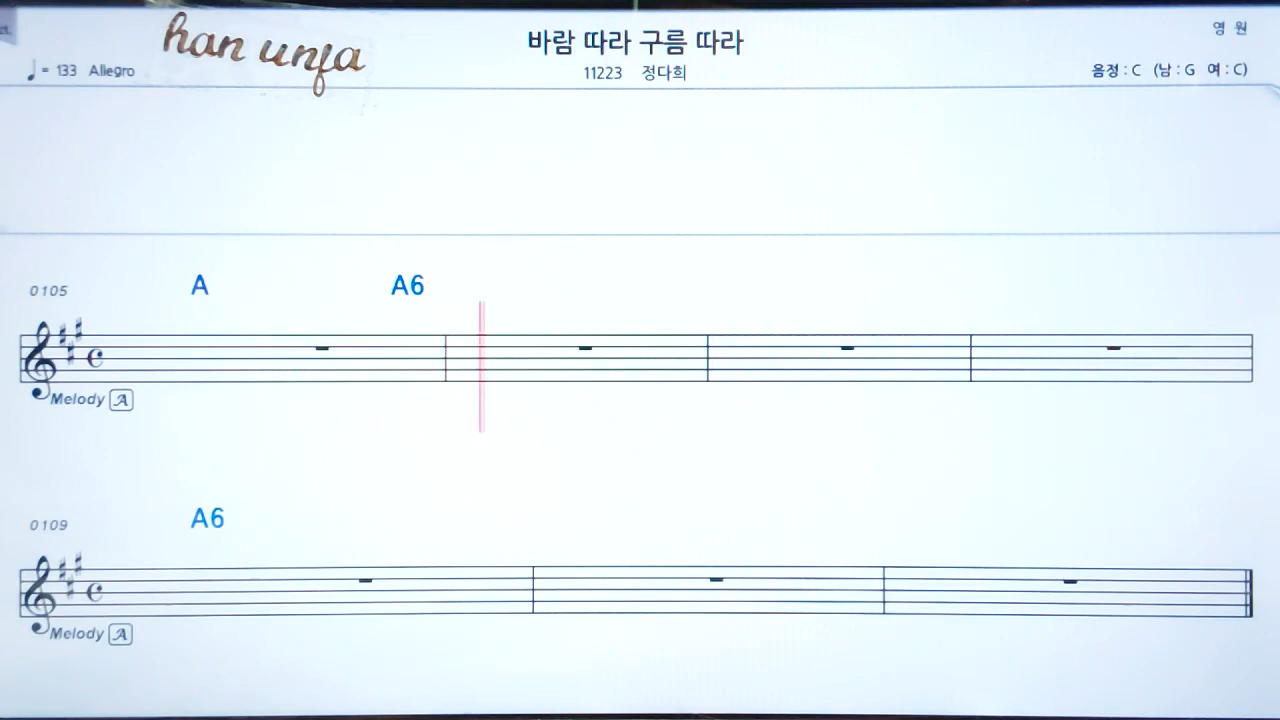 han unja
바람 따라 구름 따라
영 원
♩ = 133 Allegro
11223 정다희
음정 : C (남 : G 여 : C)
0105
A A6
Melody A
0109
A6
Melody A